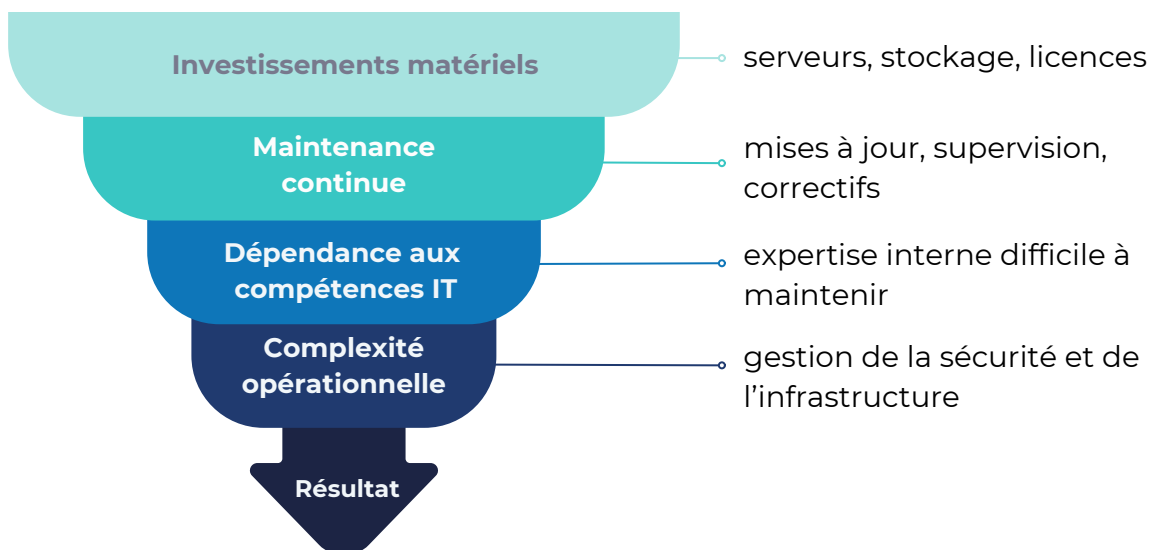 Investissements matériels
serveurs, stockage, licences
Maintenance
continue
mises à jour, supervision,
correctifs
Dépendance aux
compétences IT
expertise interne difficile à
maintenir
Complexité
opérationnelle
gestion de la sécurité et de
l’infrastructure
Résultat